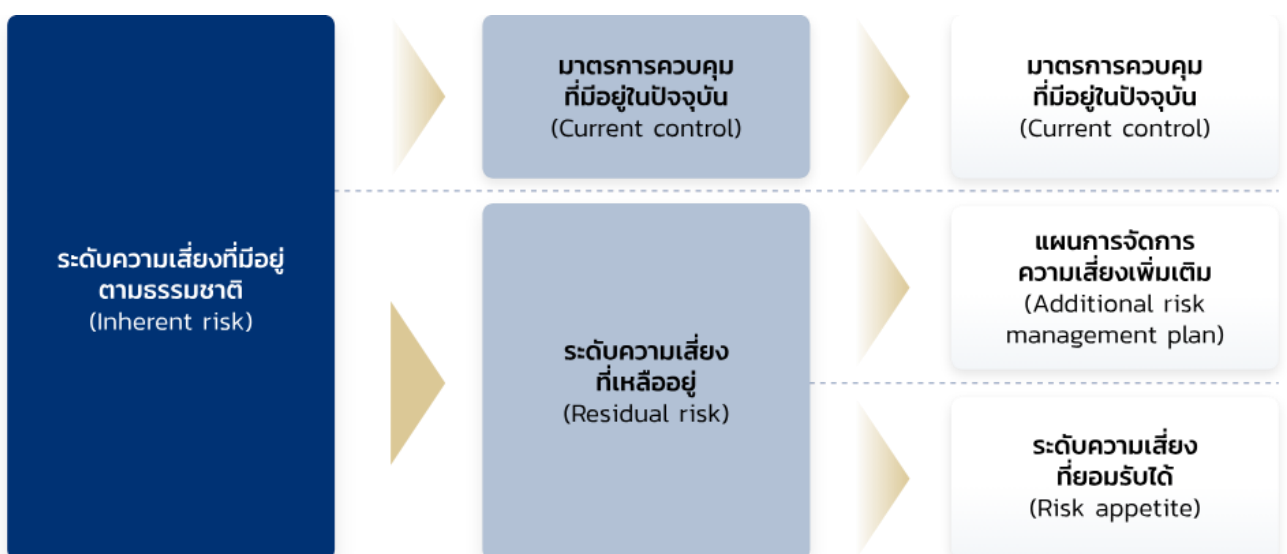 ระดับความเสี่ยงที่มีอยู่
ตามธรรมชาติ
(Inherent risk)
มาตรการควบคุม
ที่มีอยู่ในปัจจุบัน
(Current control)
มาตรการควบคุม
ที่มีอยู่ในปัจจุบัน
(Current control)
ระดับความเสี่ยง
ที่เหลืออยู่
(Residual risk)
แผนการจัดการ
ความเสี่ยงเพิ่มเติม
(Additional risk
management plan)
ระดับความเสี่ยง
ที่ยอมรับได้
(Risk appetite)